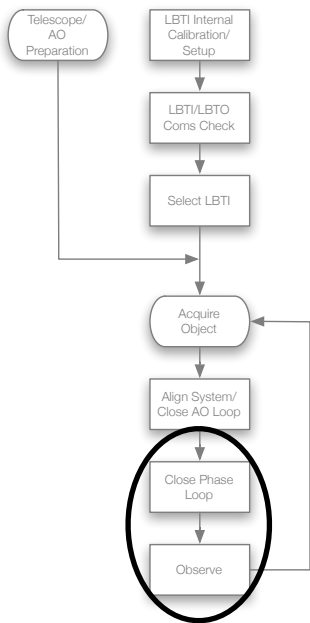 Telescope/
AO
Preparation
LBTI Internal
Calibration/
Setup
LBTI/LBTO
Coms Check
Select LBTI
Acquire
Object
Align System/
Close AO Loop
Close Phase
Loop
Observe